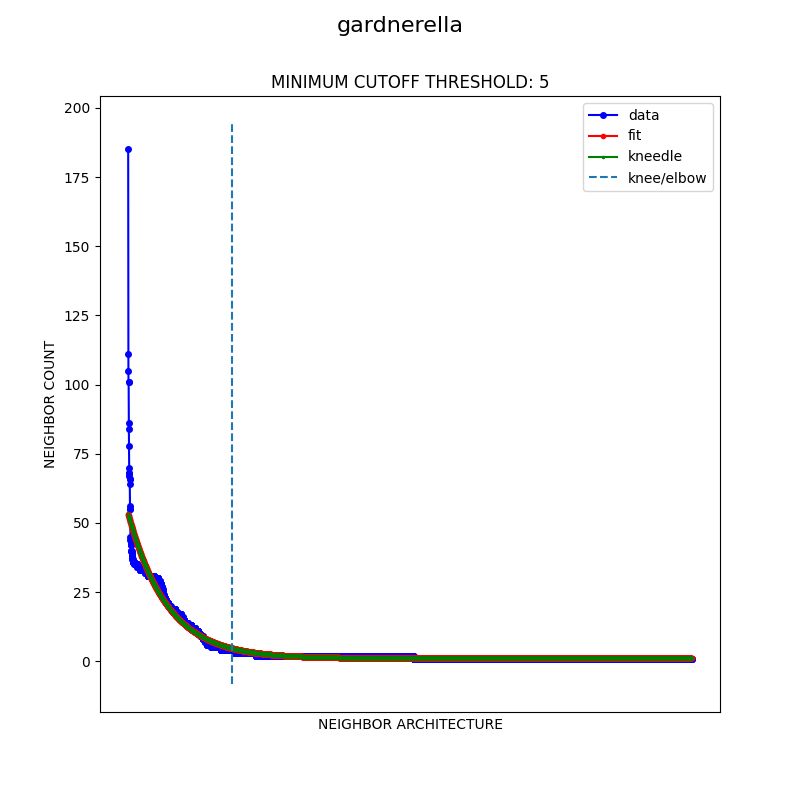 gardnerella
MINIMUM CUTOFF THRESHOLD: 5
200
175
150
125
100
75
50
25
0
NEIGHBOR COUNT
data
fit
kneedle
knee/elbow
NEIGHBOR ARCHITECTURE